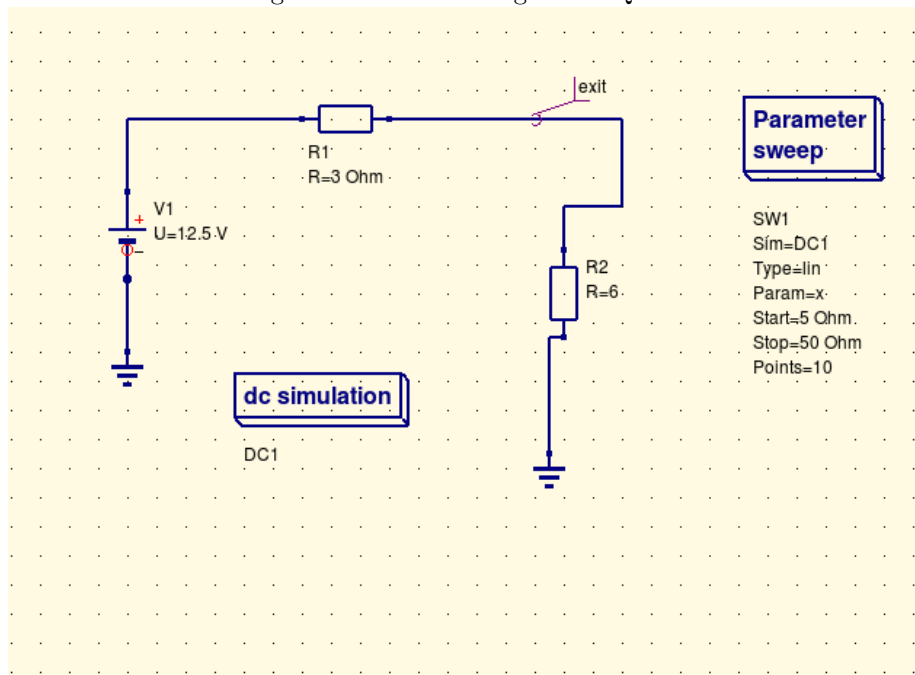 exit
R1
R=3 Ohm
V1
U=12.5 V
R2
R=6
Parameter
sweep
SW1
Sim=DC1
Type=lin
Param=x
Start=5 Ohm
Stop=50 Ohm
Points=10
dc simulation
DC1